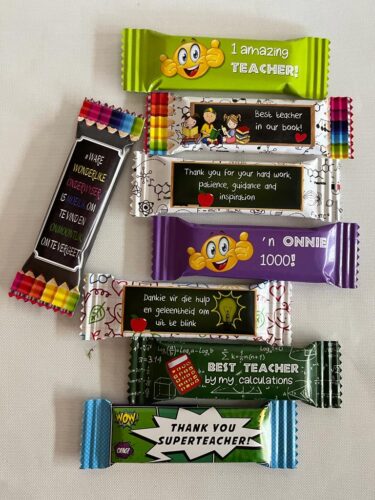 1 amazing
TEACHER!
Best teacher
in our book!
Thank you for your hard work,
patience, guidance and
inspiration
'n ONNIE
1000!
Dankie vir die hulp
en geleentheid om
uit te blink
BEST TEACHER
by my calculations
WOW!
OMG!
THANK YOU
SUPERTEACHER!
'n WARE
WONDERLIKE
ONDERWYSER
IS MOEILIK OM
TE VIND EN
ONMOONTLIK
OM TE VERGEET